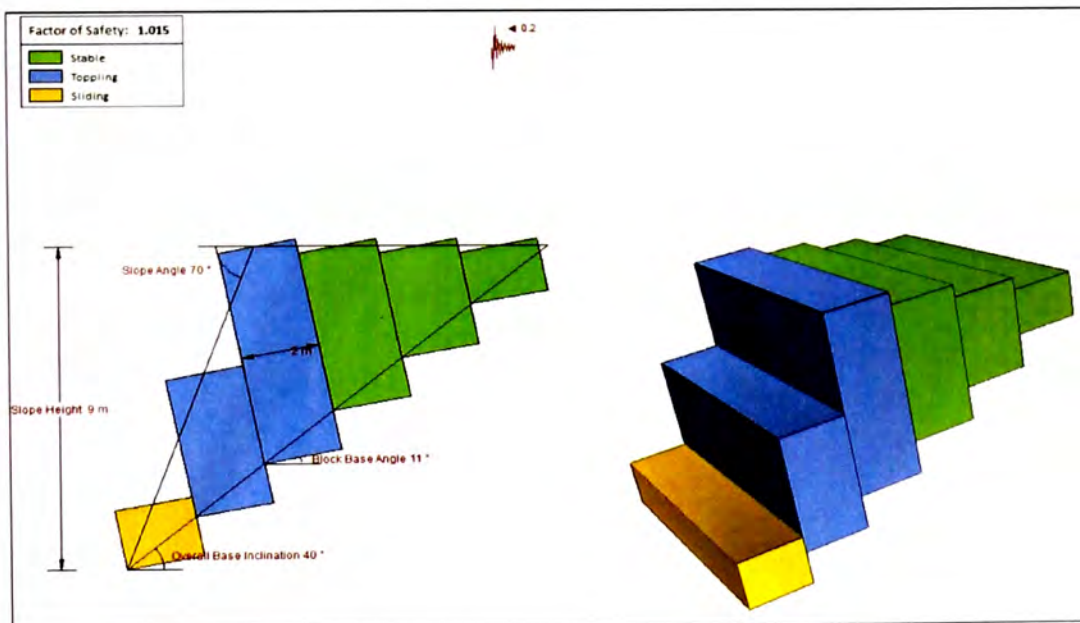 Factor of Safety: 1.015
Stable
Toppling
Sliding
◄ 0.2
Slope Angle 70 °
2 m
Slope Height 9 m
Block Base Angle 11 °
Overall Base Inclination 40 °